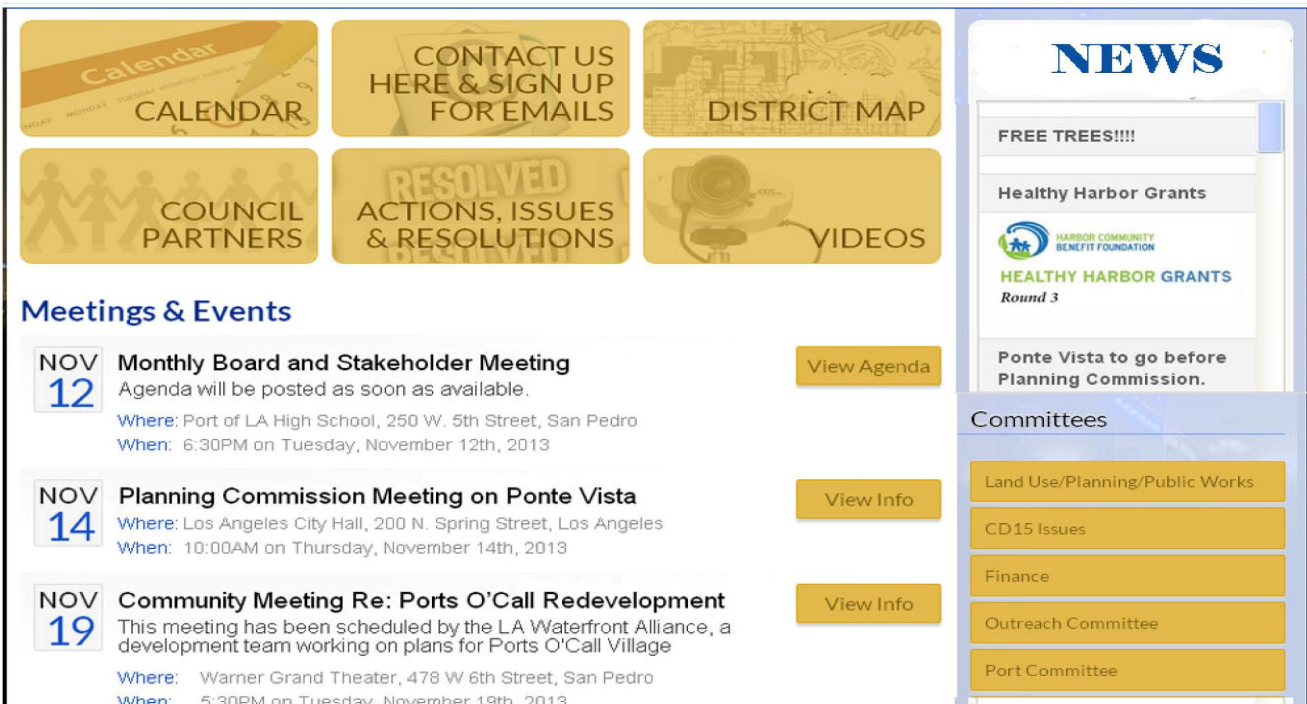 Calendar
MONDAY TUESDAY WEDNESDAY
CALENDAR
CONTACT US
HERE & SIGN UP
FOR EMAILS
DISTRICT MAP
COUNCIL
PARTNERS
RESOLVED
ACTIONS, ISSUES
& RESOLUTIONS
VIDEOS
Meetings & Events
NOV
12
Monthly Board and Stakeholder Meeting
Agenda will be posted as soon as available.
Where: Port of LA High School, 250 W. 5th Street, San Pedro
When: 6:30PM on Tuesday, November 12th, 2013
View Agenda
NOV
14
Planning Commission Meeting on Ponte Vista
Where: Los Angeles City Hall, 200 N. Spring Street, Los Angeles
When: 10:00AM on Thursday, November 14th, 2013
View Info
NOV
19
Community Meeting Re: Ports O'Call Redevelopment
This meeting has been scheduled by the LA Waterfront Alliance, a
development team working on plans for Ports O'Call Village
Where: Warner Grand Theater, 478 W 6th Street, San Pedro
When: 5:30PM on Tuesday, November 19th, 2013
View Info
NEWS
FREE TREES!!!!
Healthy Harbor Grants
HARBOR COMMUNITY
BENEFIT FOUNDATION
HEALTHY HARBOR GRANTS
Round 3
Ponte Vista to go before
Planning Commission.
Committees
Land Use/Planning/Public Works
CD15 Issues
Finance
Outreach Committee
Port Committee